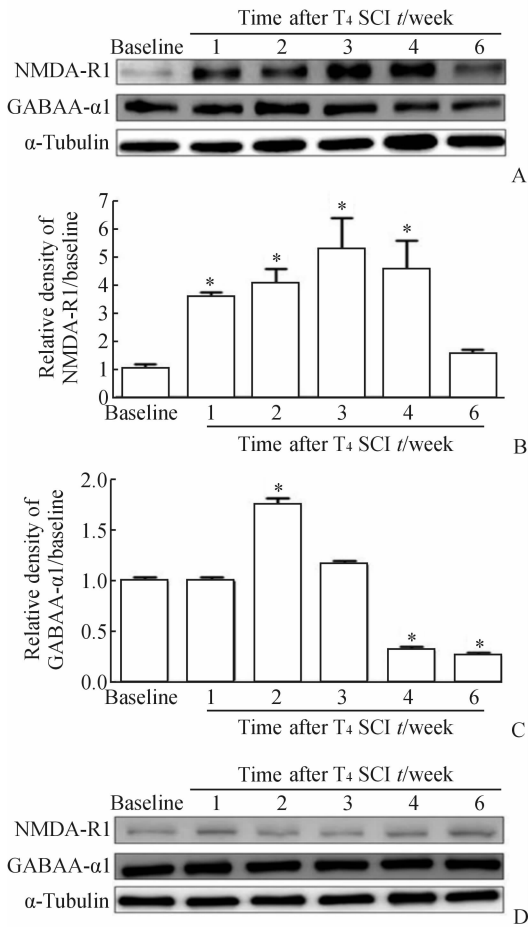 Time after T4 SCI t/week
Baseline 1 2 3 4 6
NMDA-R1
GABAA-α1
α-Tubulin
A
Relative density of
NMDA-R1/baseline
7
6
5
4
3
2
1
0
* * * *
Baseline 1 2 3 4 6
Time after T4 SCI t/week
B
Relative density of
GABAA-α1/baseline
2.0
1.5
1.0
0.5
0.0
* * *
Baseline 1 2 3 4 6
Time after T4 SCI t/week
C
Time after T4 SCI t/week
Baseline 1 2 3 4 6
NMDA-R1
GABAA-α1
α-Tubulin
D